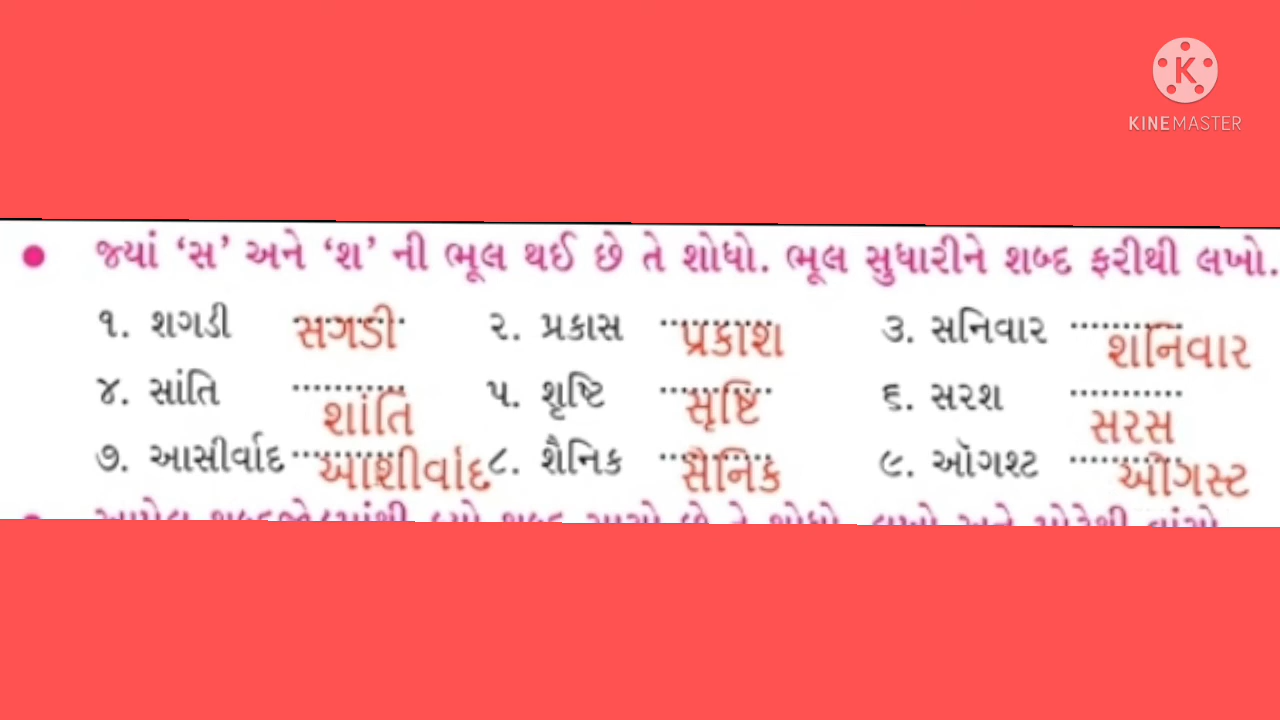 K
KINEMASTER
● જ્યાં ‘સ’ અને ‘શ’ ની ભૂલ થઈ છે તે શોધો. ભૂલ સુધારીને શબ્દ ફરીથી લખો.
૧. શગડી ........... સગડી ૨. પ્રકાસ ........... પ્રકાશ ૩. સનિવાર ........... શનિવાર
૪. સાંતિ ........... શાંતિ ૫. શૃષ્ટિ ........... સૃષ્ટિ ૬. સરશ ........... સરસ
૭. આસીર્વાદ ........... આશીર્વાદ ૮. શૈનિક ........... સૈનિક ૯. ઑગશ્ટ ........... ઑગસ્ટ